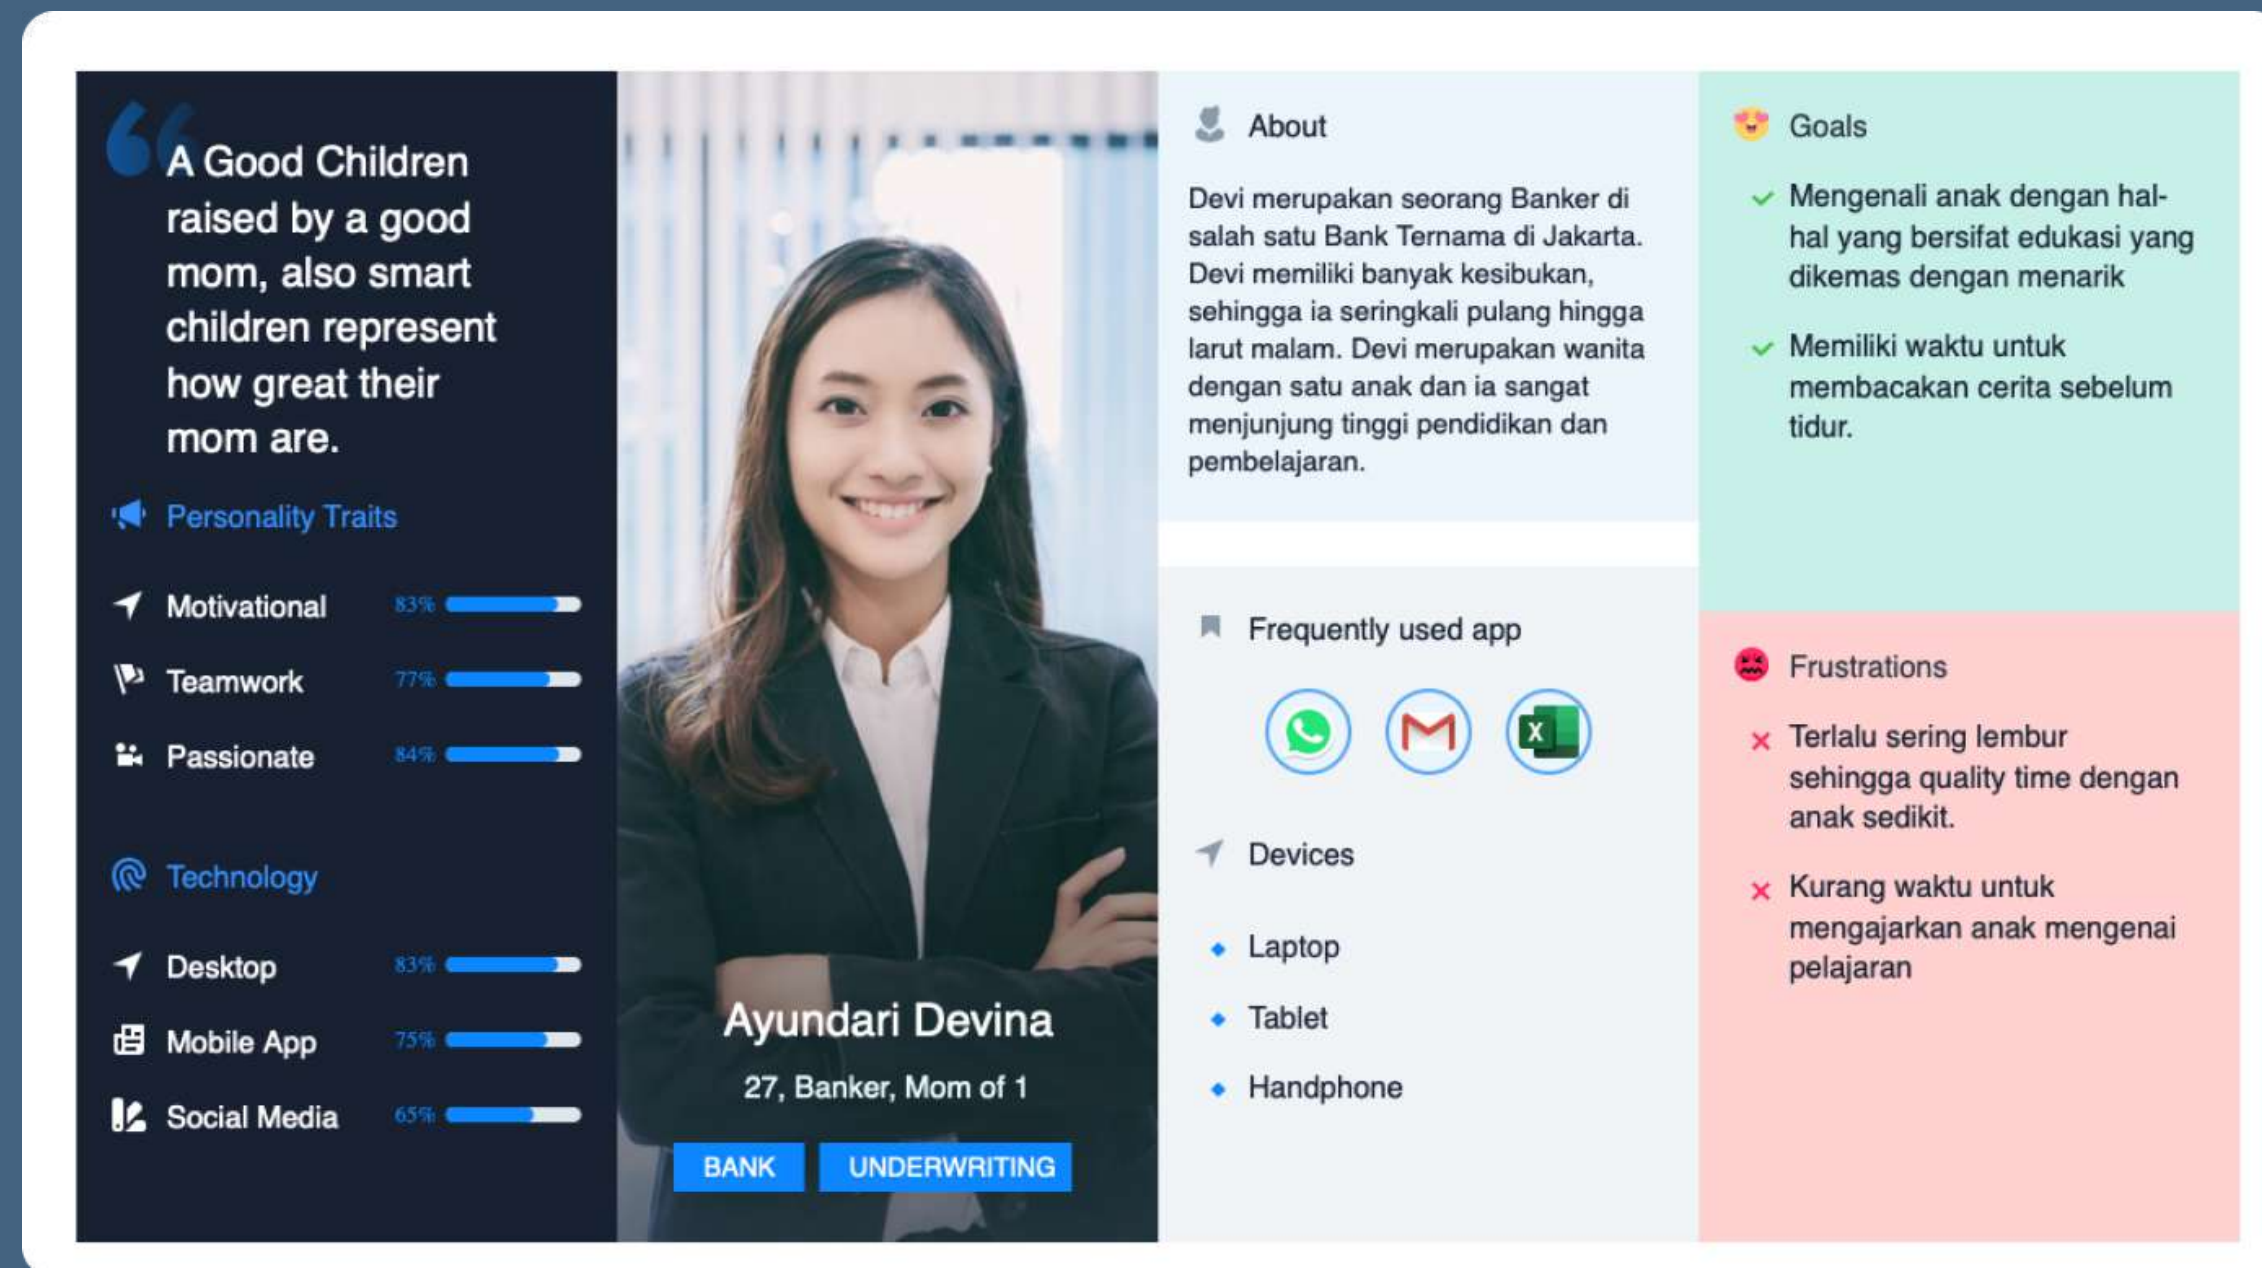 A Good Children
raised by a good
mom, also smart
children represent
how great their
mom are.
Personality Traits
Motivational 83%
Teamwork 77%
Passionate 84%
Technology
Desktop 83%
Mobile App 75%
Social Media 65%
Ayundari Devina
27, Banker, Mom of 1
BANK UNDERWRITING
About
Devi merupakan seorang Banker di
salah satu Bank Ternama di Jakarta.
Devi memiliki banyak kesibukan,
sehingga ia seringkali pulang hingga
larut malam. Devi merupakan wanita
dengan satu anak dan ia sangat
menjunjung tinggi pendidikan dan
pembelajaran.
Frequently used app
X
Devices
Laptop
Tablet
Handphone
Goals
Mengenali anak dengan hal-
hal yang bersifat edukasi yang
dikemas dengan menarik
Memiliki waktu untuk
membacakan cerita sebelum
tidur.
Frustrations
Terlalu sering lembur
sehingga quality time dengan
anak sedikit.
Kurang waktu untuk
mengajarkan anak mengenai
pelajaran